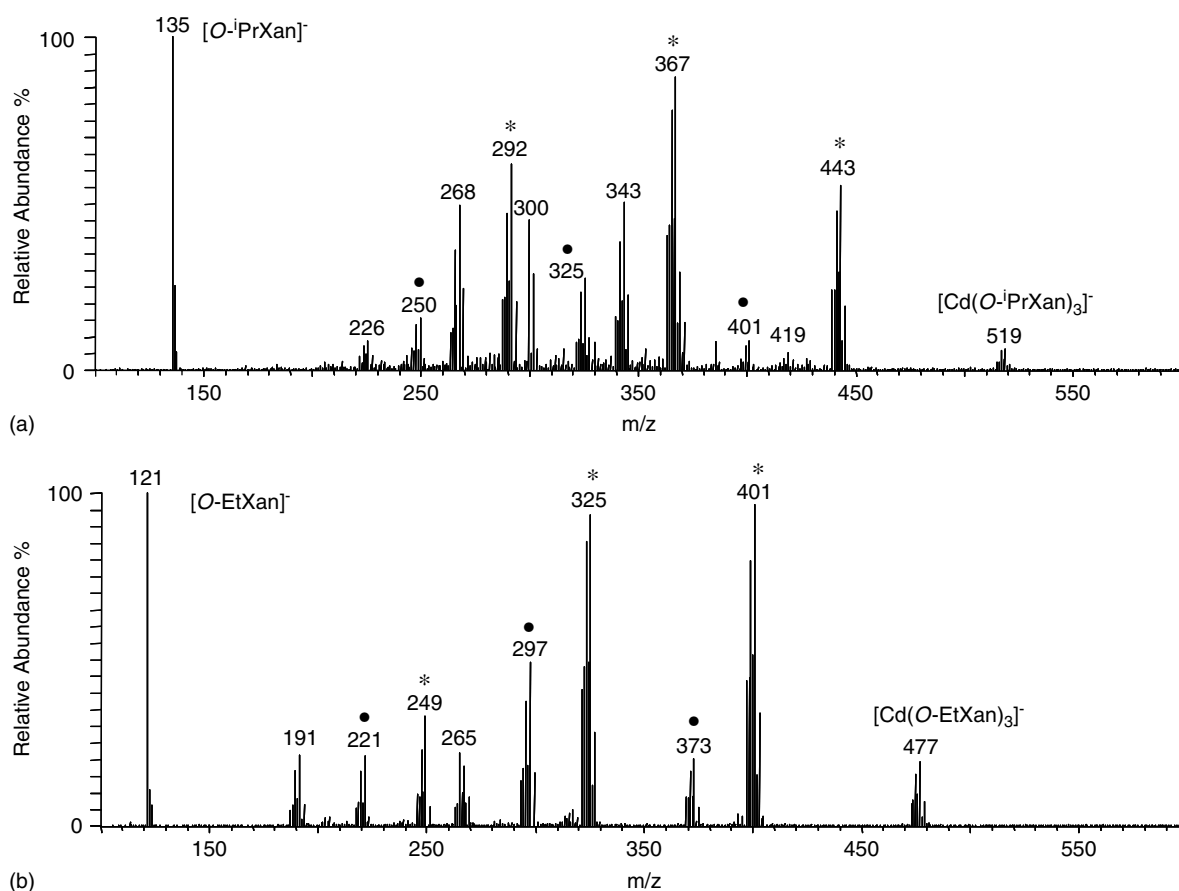 135 [O-ⁱPrXan]⁻
100
* 367
* 292
* 443
268
300
343
● 325
● 250
● 401
226
419
[Cd(O-ⁱPrXan)₃]⁻
519
Relative Abundance %
0
150 250 350 450 550
(a)
m/z
121 [O-EtXan]⁻
100
* 325
* 401
● 297
* 249
● 221
191
265
● 373
[Cd(O-EtXan)₃]⁻
477
Relative Abundance %
0
150 250 350 450 550
(b)
m/z